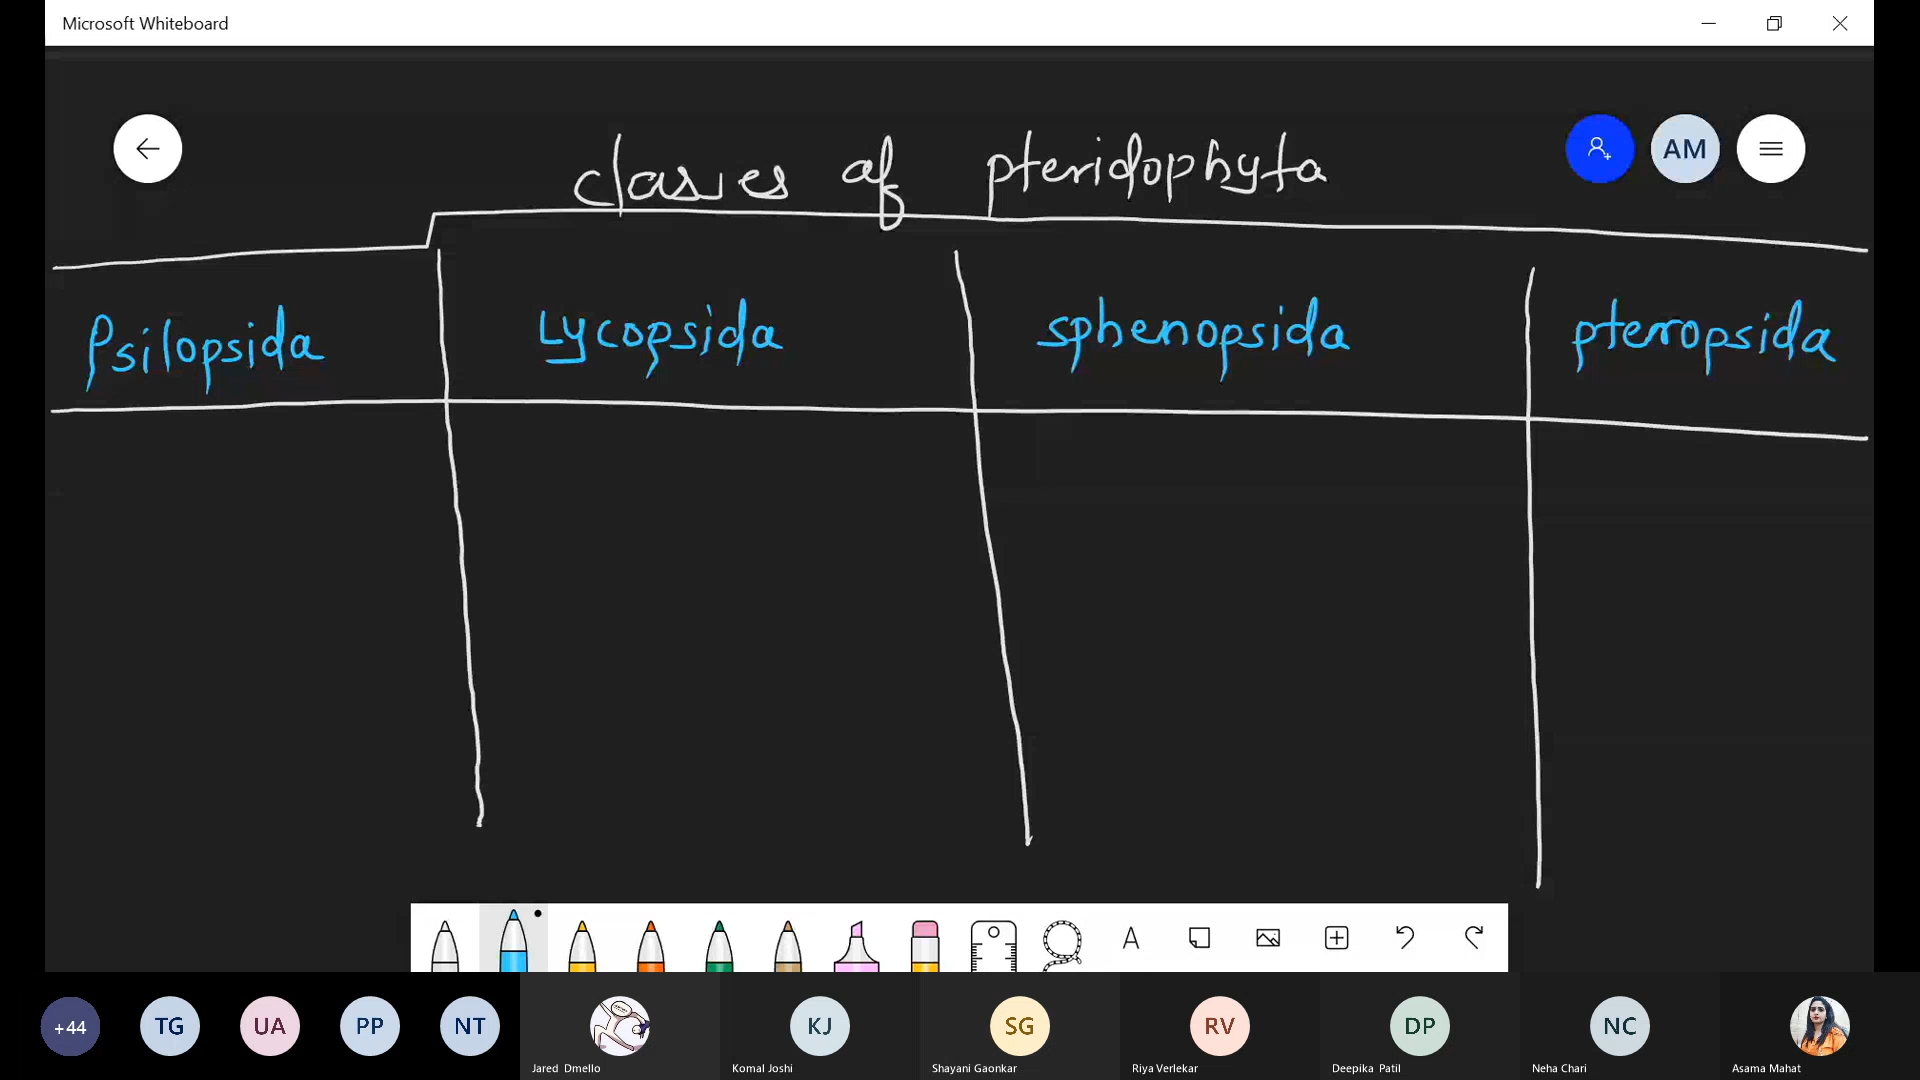 Microsoft Whiteboard
AM
classes of pteridophyta
Psilopsida Lycopsida sphenopsida pteropsida
A
+44 TG UA PP NT KJ SG RV DP NC
Jared Dmello Komal Joshi Shayani Gaonkar Riya Verlekar Deepika Patil Neha Chari Asama Mahat